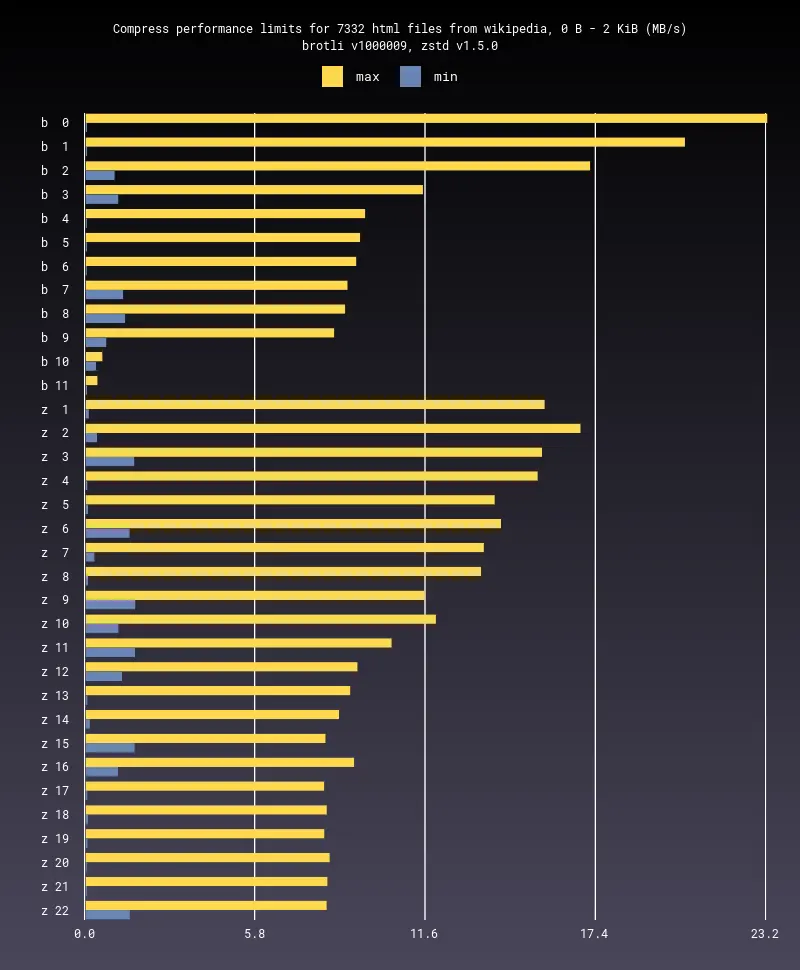 Compress performance limits for 7332 html files from wikipedia, 0 B - 2 KiB (MB/s)
brotli v1000009, zstd v1.5.0
max min
b 0
b 1
b 2
b 3
b 4
b 5
b 6
b 7
b 8
b 9
b 10
b 11
z 1
z 2
z 3
z 4
z 5
z 6
z 7
z 8
z 9
z 10
z 11
z 12
z 13
z 14
z 15
z 16
z 17
z 18
z 19
z 20
z 21
z 22
0.0 5.8 11.6 17.4 23.2